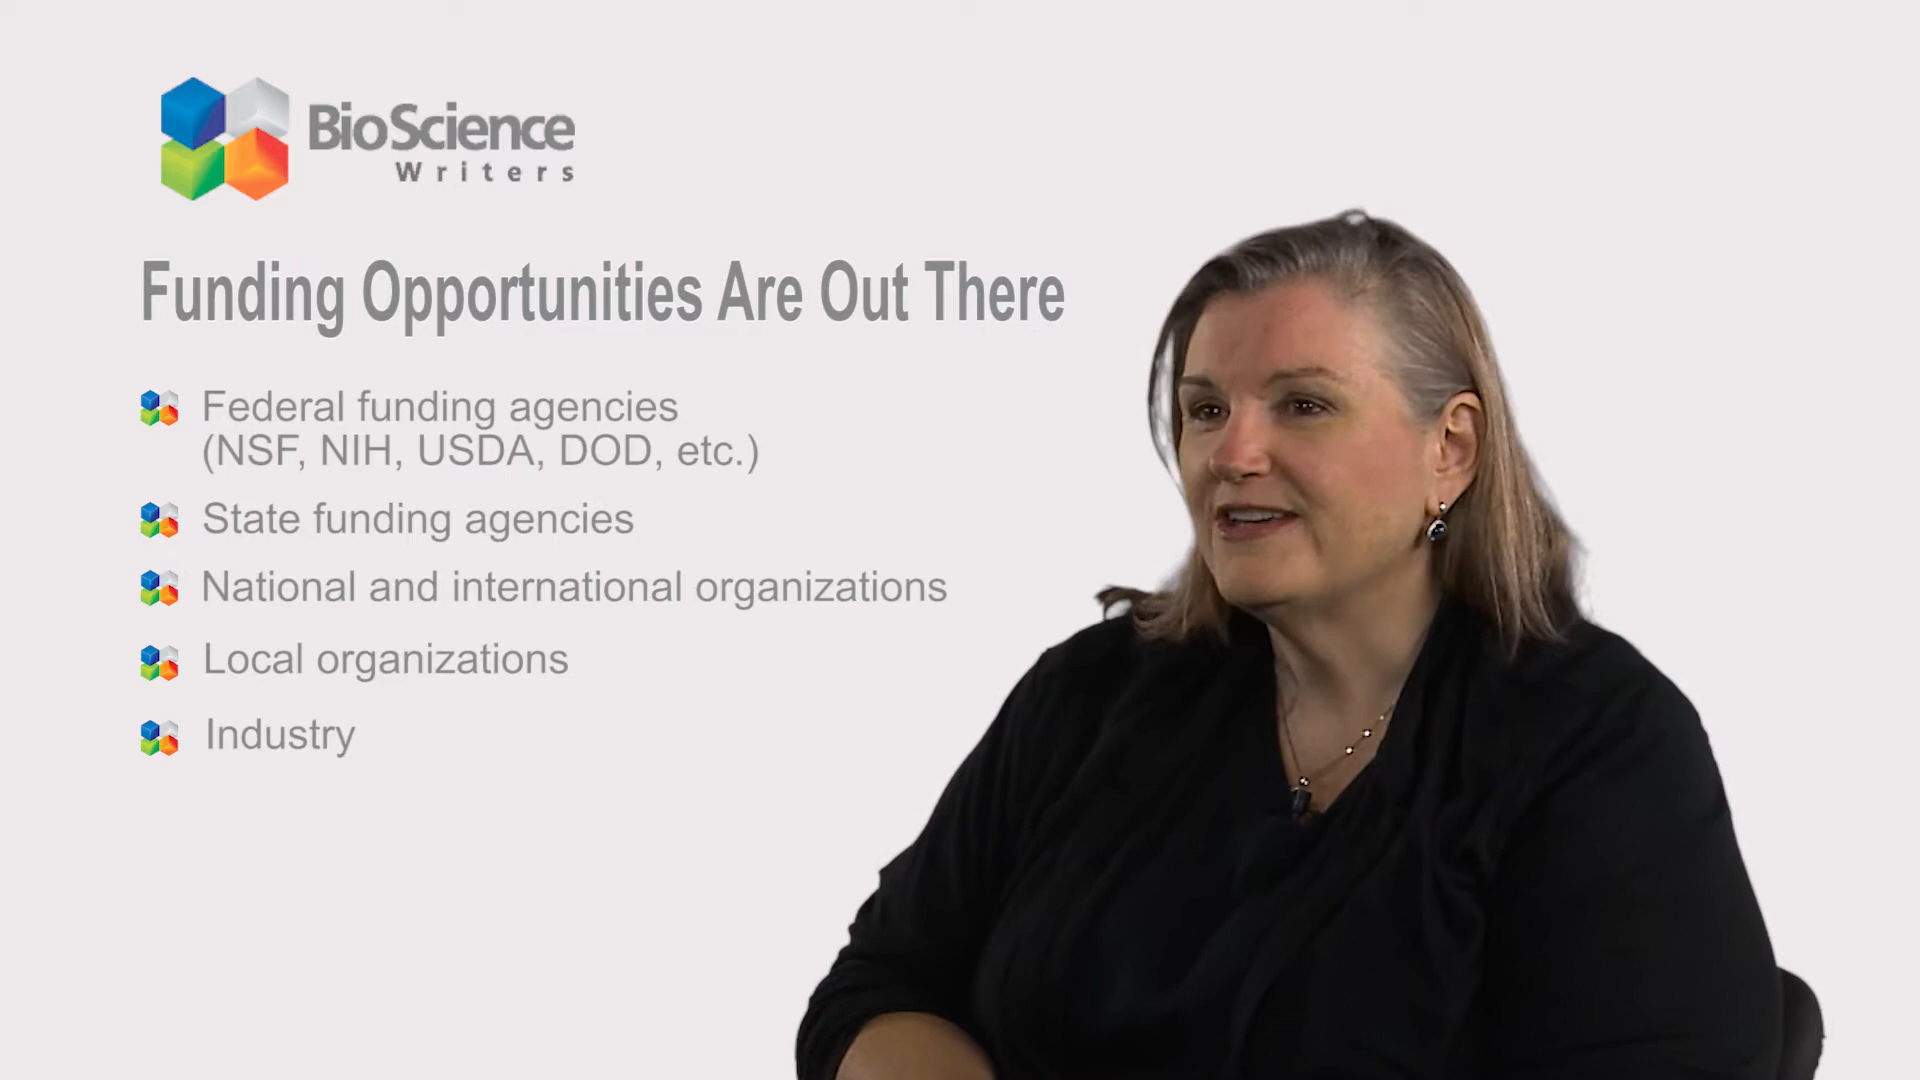 BioScience
Writers
Funding Opportunities Are Out There
Federal funding agencies
(NSF, NIH, USDA, DOD, etc.)
State funding agencies
National and international organizations
Local organizations
Industry